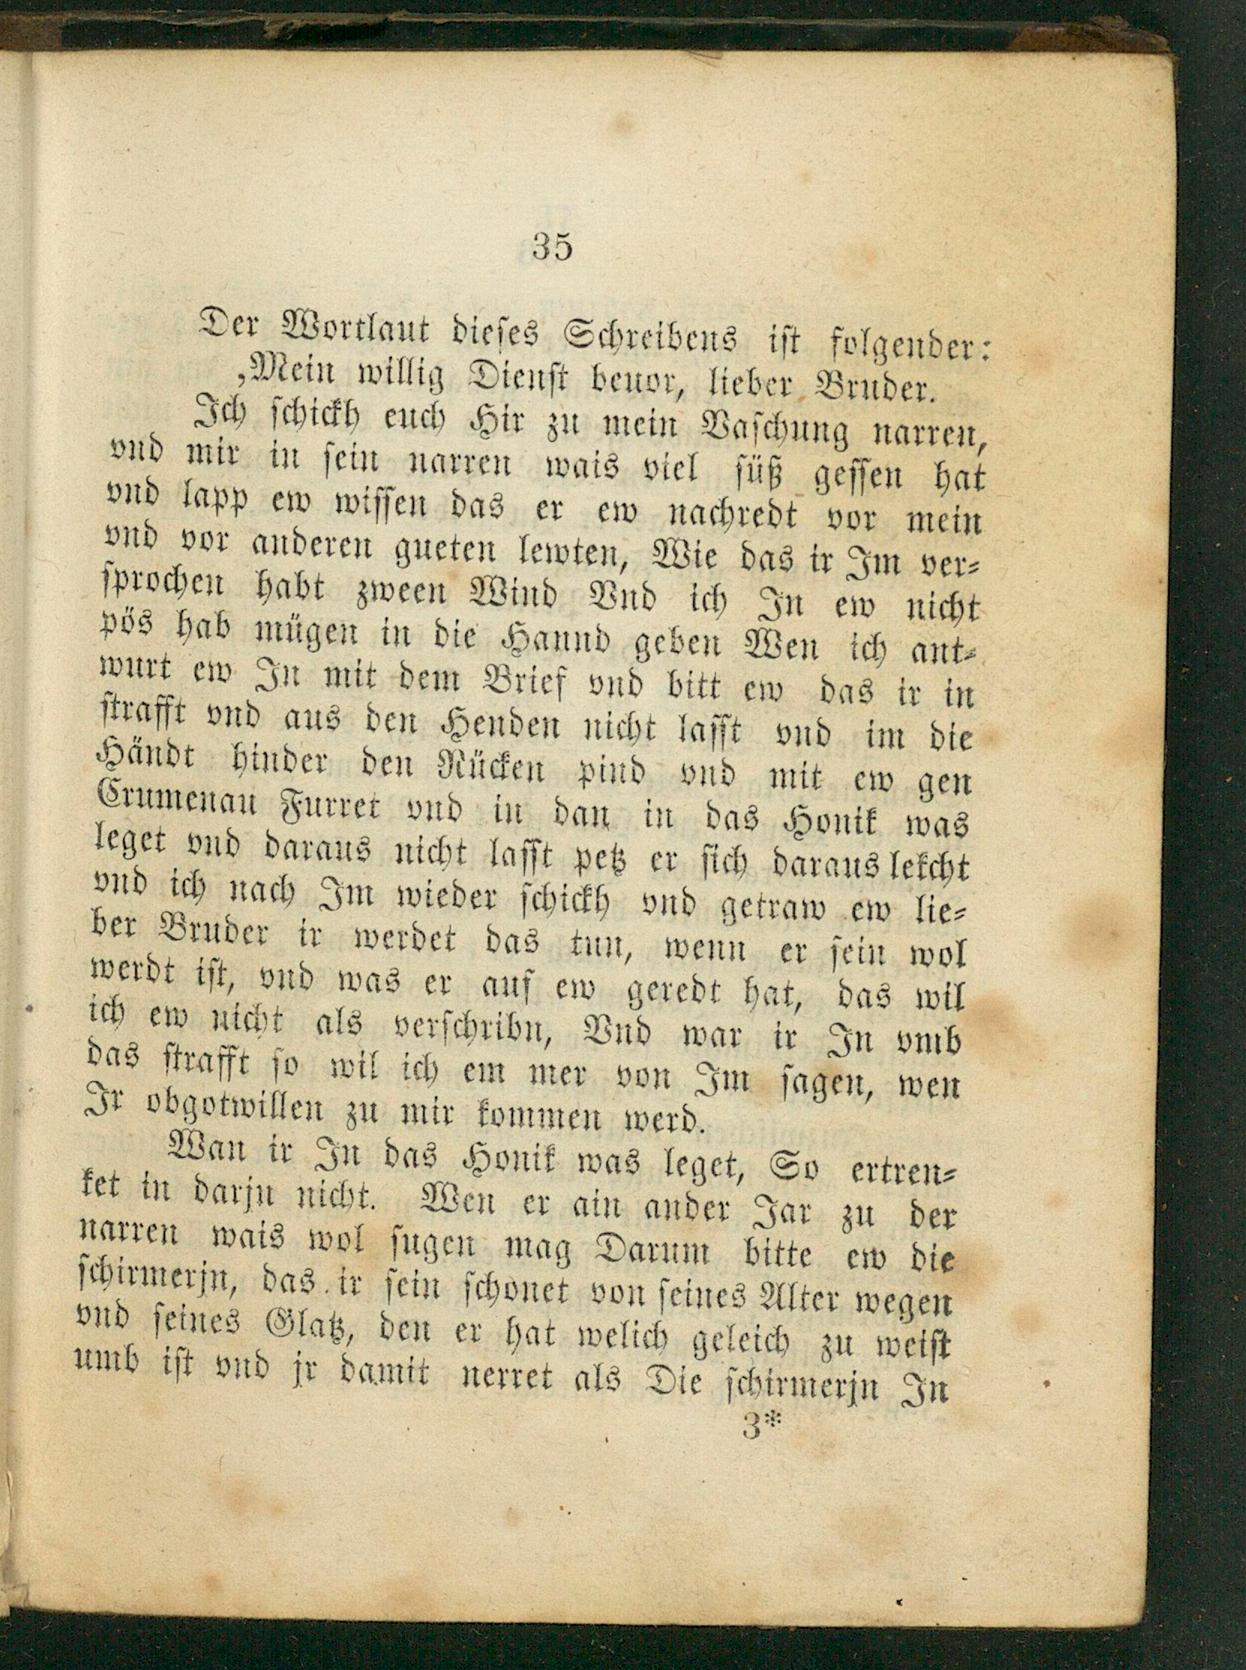 35
Der Wortlaut dieses Schreibens ist folgender:
‚Mein willig Dienst beuor, lieber Bruder.
Ich schickh euch Hir zu mein Vaschung narren,
vnd mir in sein narren wais viel süß gessen hat
vnd lapp ew wissen das er ew nachredt vor mein
vnd vor anderen gueten lewten, Wie das ir Im ver-
sprochen habt zween Wind Vnd ich In ew nicht
pös hab mügen in die Hannd geben Wen ich ant-
wurt ew In mit dem Brief vnd bitt ew das ir in
strafft vnd aus den Henden nicht lasst vnd im die
Händt hinder den Rücken pind vnd mit ew gen
Crumenau Furret vnd in dan in das Honik was
leget vnd daraus nicht lasst petz er sich daraus lekcht
vnd ich nach Im wieder schickh vnd getraw ew lie-
ber Bruder ir werdet das tun, wenn er sein wol
werdt ist, vnd was er auf ew geredt hat, das wil
ich ew nicht als verschribn, Vnd war ir In vmb
das strafft so wil ich em mer von Im sagen, wen
Ir obgotwillen zu mir kommen werd.
Wan ir In das Honik was leget, So ertren-
ket in darjn nicht. Wen er ain ander Jar zu der
narren wais wol sugen mag Darum bitte ew die
schirmerjn, das ir sein schonet von seines Alter wegen
vnd seines Glatz, den er hat welich geleich zu weist
umb ist vnd jr damit nerret als Die schirmerjn In
3*